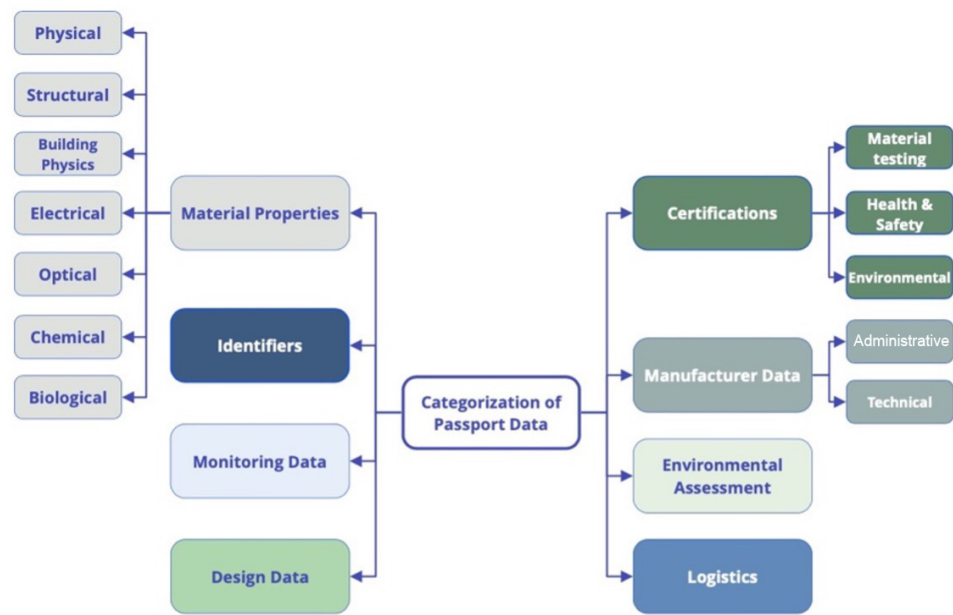 Physical
Structural
Building
Physics
Electrical
Optical
Chemical
Biological
Material Properties
Identifiers
Monitoring Data
Design Data
Categorization of
Passport Data
Certifications
Manufacturer Data
Environmental
Assessment
Logistics
Material
testing
Health &
Safety
Environmental
Administrative
Technical